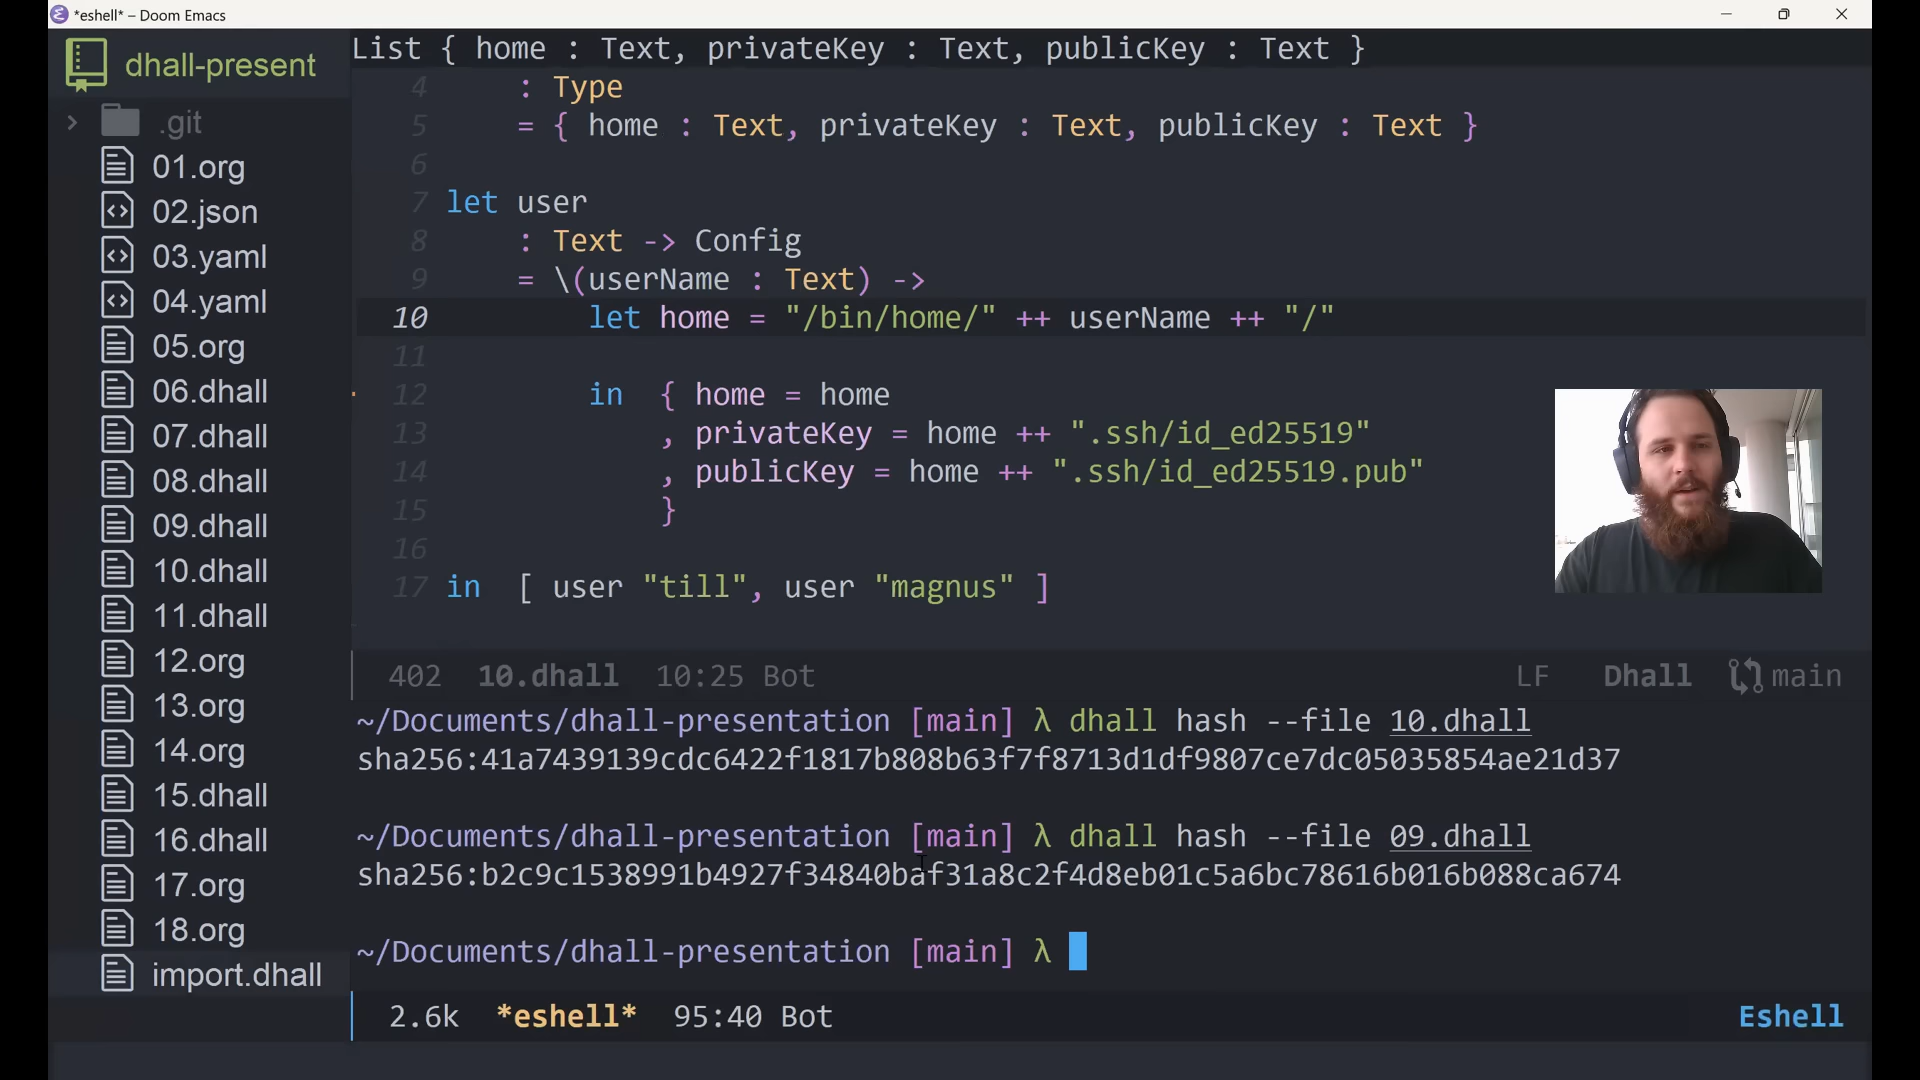 *eshell* – Doom Emacs
dhall-present
.git
01.org
02.json
03.yaml
04.yaml
05.org
06.dhall
07.dhall
08.dhall
09.dhall
10.dhall
11.dhall
12.org
13.org
14.org
15.dhall
16.dhall
17.org
18.org
import.dhall
List { home : Text, privateKey : Text, publicKey : Text }
4 : Type
5 = { home : Text, privateKey : Text, publicKey : Text }
6
7 let user
8 : Text -> Config
9 = \(userName : Text) ->
10 let home = "/bin/home/" ++ userName ++ "/"
11
12 in { home = home
13 , privateKey = home ++ ".ssh/id_ed25519"
14 , publicKey = home ++ ".ssh/id_ed25519.pub"
15 }
16
17 in [ user "till", user "magnus" ]
402 10.dhall 10:25 Bot LF Dhall main
~/Documents/dhall-presentation [main] λ dhall hash --file 10.dhall
sha256:41a7439139cdc6422f1817b808b63f7f8713d1df9807ce7dc05035854ae21d37
~/Documents/dhall-presentation [main] λ dhall hash --file 09.dhall
sha256:b2c9c1538991b4927f34840baf31a8c2f4d8eb01c5a6bc78616b016b088ca674
~/Documents/dhall-presentation [main] λ
2.6k *eshell* 95:40 Bot Eshell